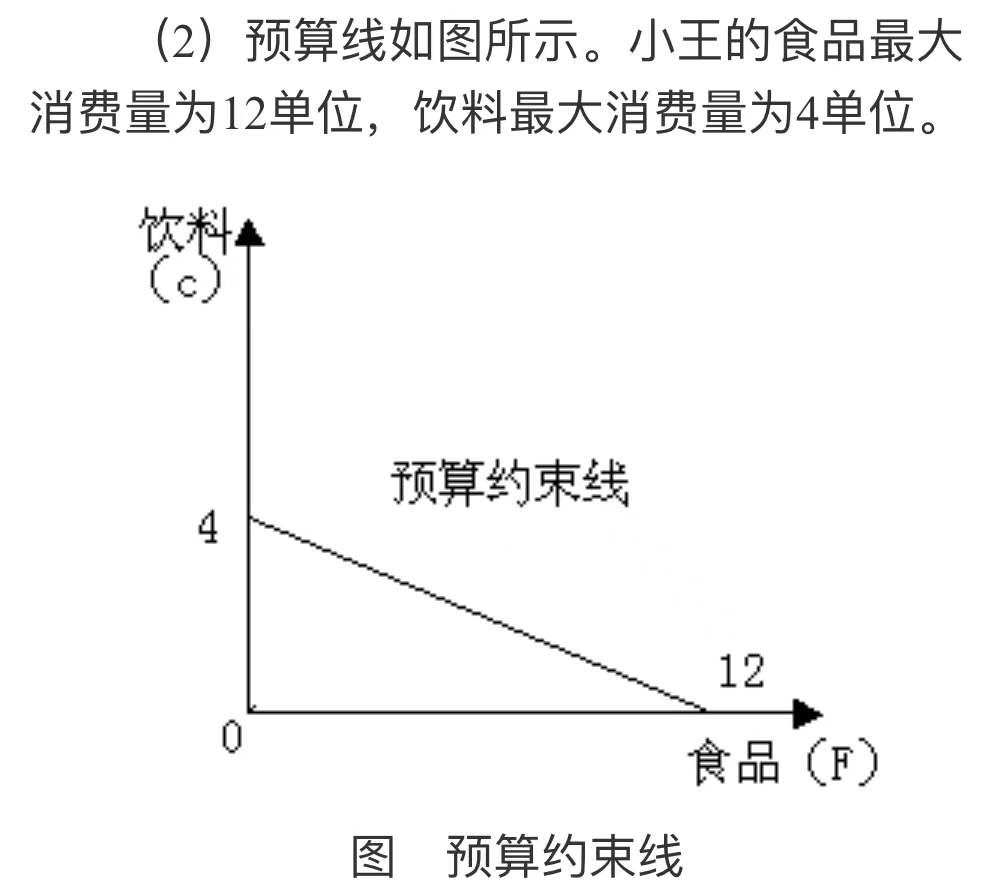 （2）预算线如图所示。小王的食品最大
消费量为12单位，饮料最大消费量为4单位。
饮料
（c）
预算约束线
4
12
0
食品（F）
图 预算约束线